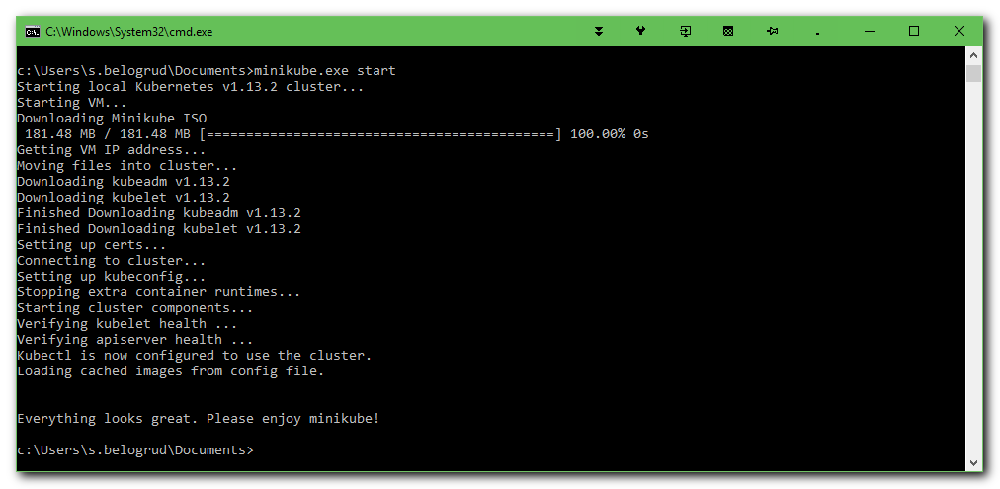 C:\Windows\System32\cmd.exe
c:\Users\s.belogrud\Documents>minikube.exe start
Starting local Kubernetes v1.13.2 cluster...
Starting VM...
Downloading Minikube ISO
181.48 MB / 181.48 MB [============================================] 100.00% 0s
Getting VM IP address...
Moving files into cluster...
Downloading kubeadm v1.13.2
Downloading kubelet v1.13.2
Finished Downloading kubeadm v1.13.2
Finished Downloading kubelet v1.13.2
Setting up certs...
Connecting to cluster...
Setting up kubeconfig...
Stopping extra container runtimes...
Starting cluster components...
Verifying kubelet health ...
Verifying apiserver health ...
Kubectl is now configured to use the cluster.
Loading cached images from config file.
Everything looks great. Please enjoy minikube!
c:\Users\s.belogrud\Documents>